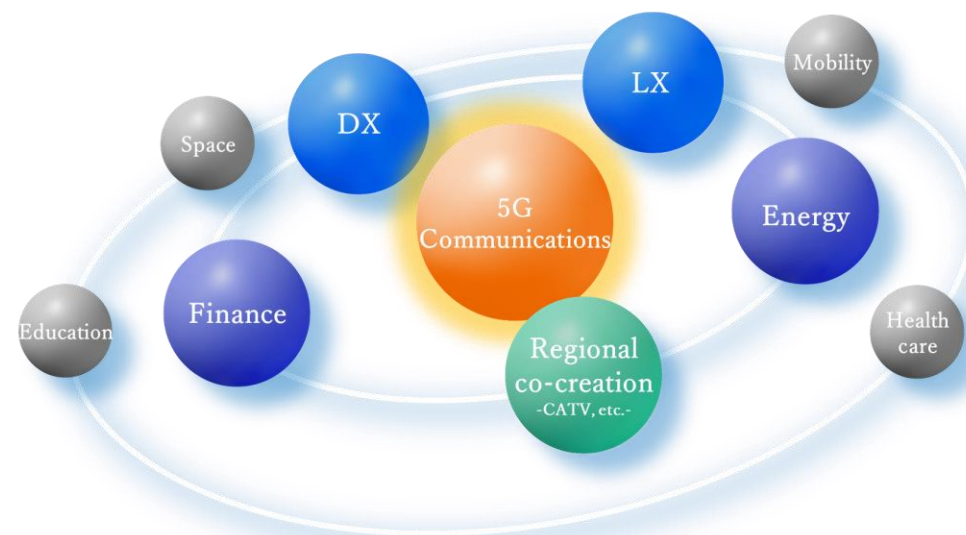 LX
Mobility
DX
Space
5G
Communications
Energy
Finance
Education
Health
care
Regional
co-creation
-CATV, etc.-